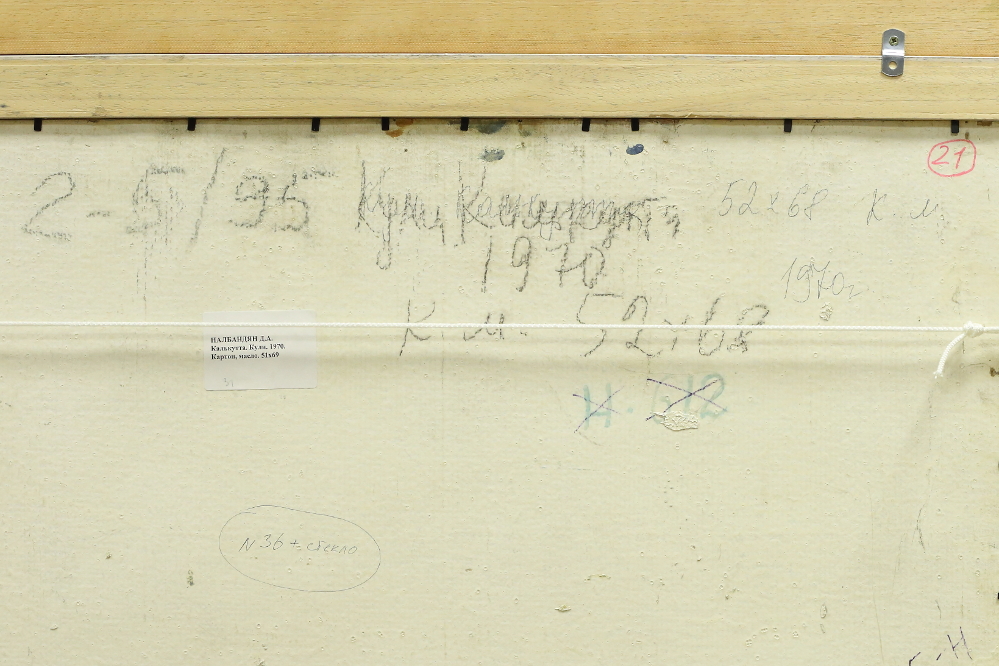 21
2-5/95 Кули Калькутта 52х68 к.м.
1970
1970г
к.м. 52х68
НАЛБАНДЯН Д.А.
Калькутта. Кули. 1970.
Картон, масло. 51х69
Н.
N 36 + стекло